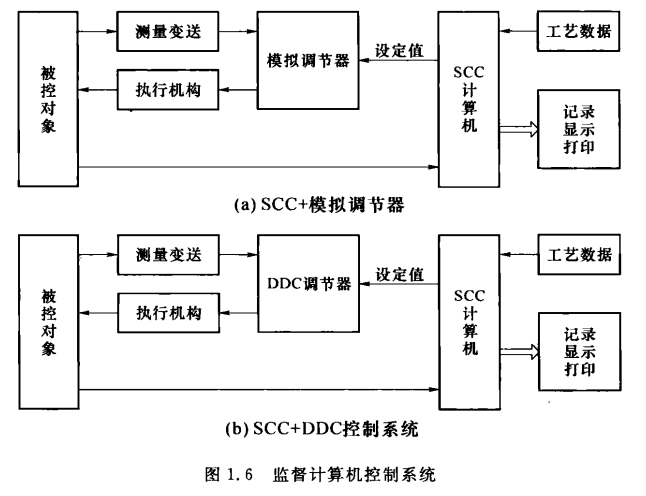 测量变送
模拟调节器
设定值
工艺数据
被控对象
执行机构
SCC计算机
记录
显示
打印
(a) SCC+模拟调节器
测量变送
DDC调节器
设定值
工艺数据
被控对象
执行机构
SCC计算机
记录
显示
打印
(b) SCC+DDC控制系统
图 1.6 监督计算机控制系统